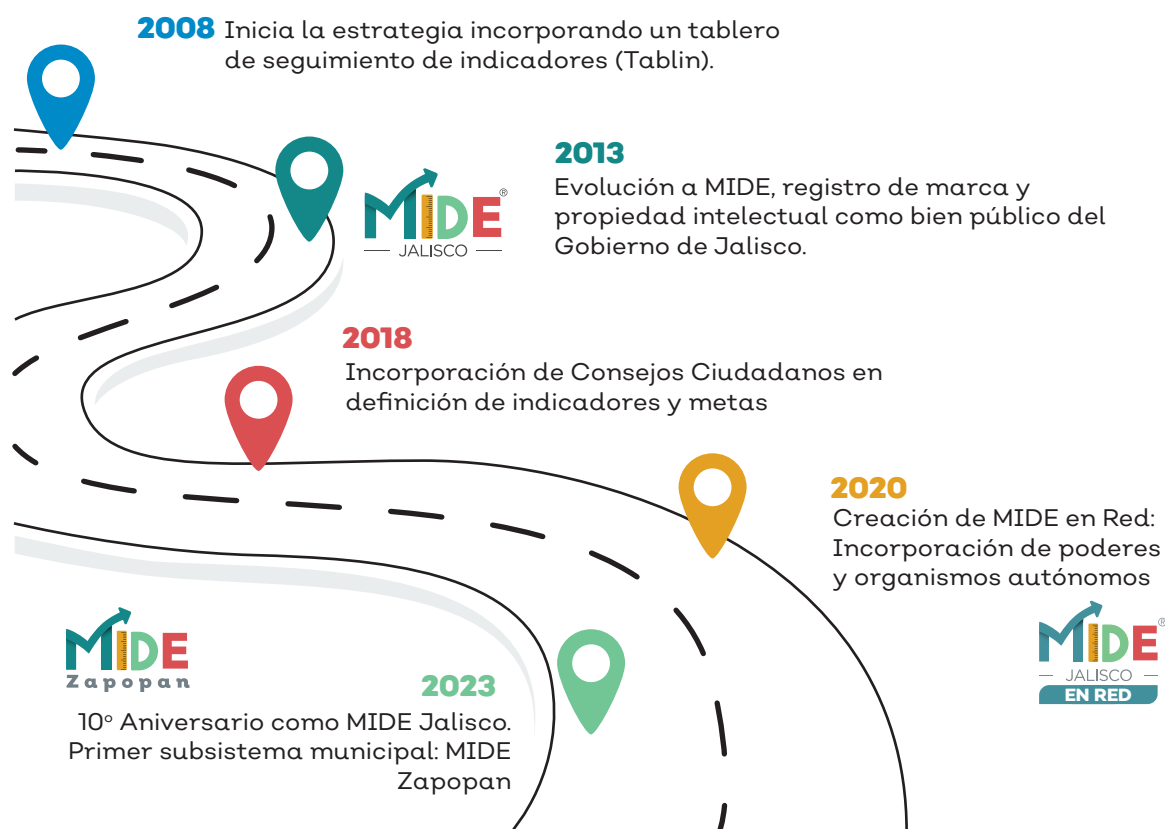 2008 Inicia la estrategia incorporando un tablero
de seguimiento de indicadores (Tablin).
MIDE®
JALISCO
2013
Evolución a MIDE, registro de marca y
propiedad intelectual como bien público del
Gobierno de Jalisco.
2018
Incorporación de Consejos Ciudadanos en
definición de indicadores y metas
2020
Creación de MIDE en Red:
Incorporación de poderes
y organismos autónomos
MIDE®
JALISCO
EN RED
MIDE
Zapopan
2023
10° Aniversario como MIDE Jalisco.
Primer subsistema municipal: MIDE
Zapopan